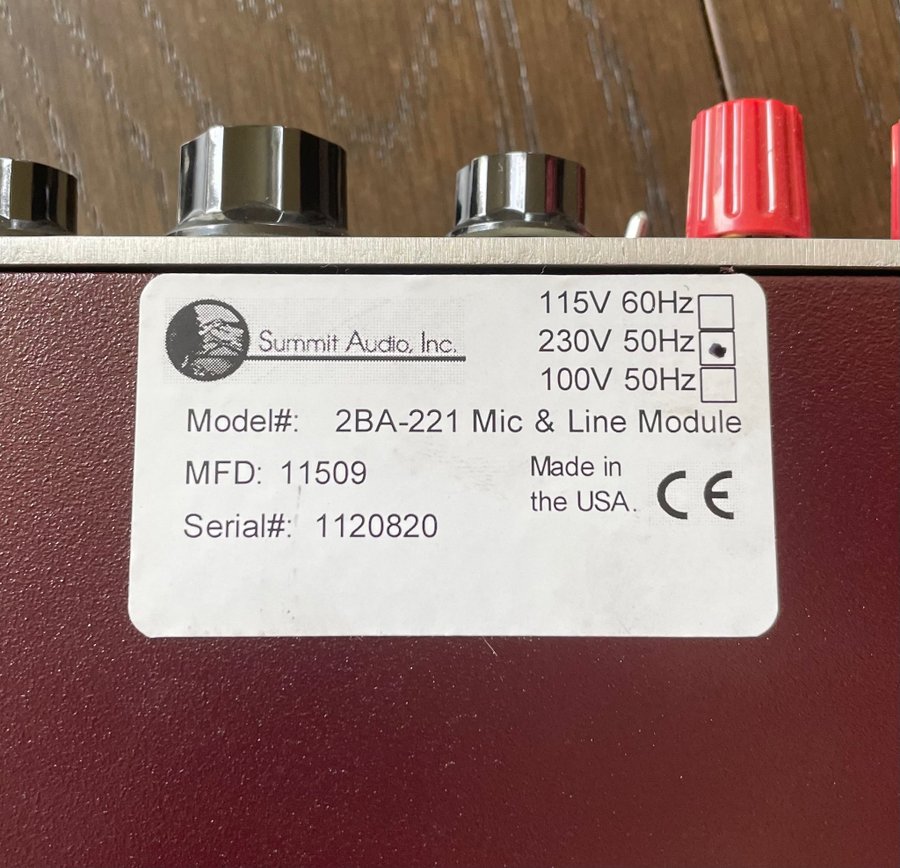 Summit Audio, Inc.
115V 60Hz
230V 50Hz
100V 50Hz
Model#: 2BA-221 Mic & Line Module
MFD: 11509
Made in
the USA.
CE
Serial#: 1120820